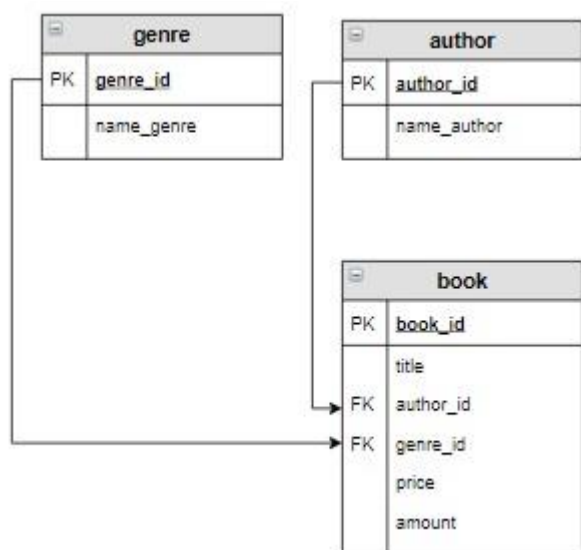 genre
PK genre_id
name_genre
author
PK author_id
name_author
book
PK book_id
title
FK author_id
FK genre_id
price
amount